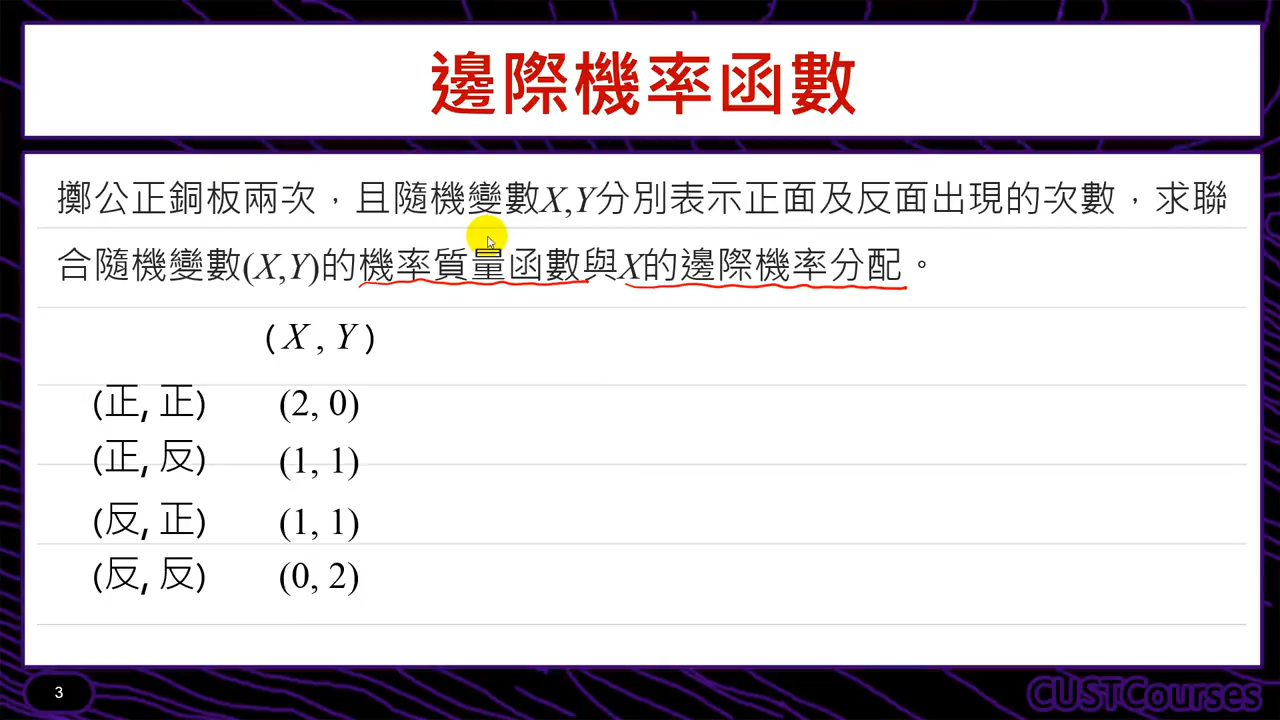 邊際機率函數
擲公正銅板兩次，且隨機變數X,Y分別表示正面及反面出現的次數，求聯
合隨機變數(X,Y)的機率質量函數與X的邊際機率分配。
( X , Y )
(正, 正) (2, 0)
(正, 反) (1, 1)
(反, 正) (1, 1)
(反, 反) (0, 2)
3
CUSTCourses